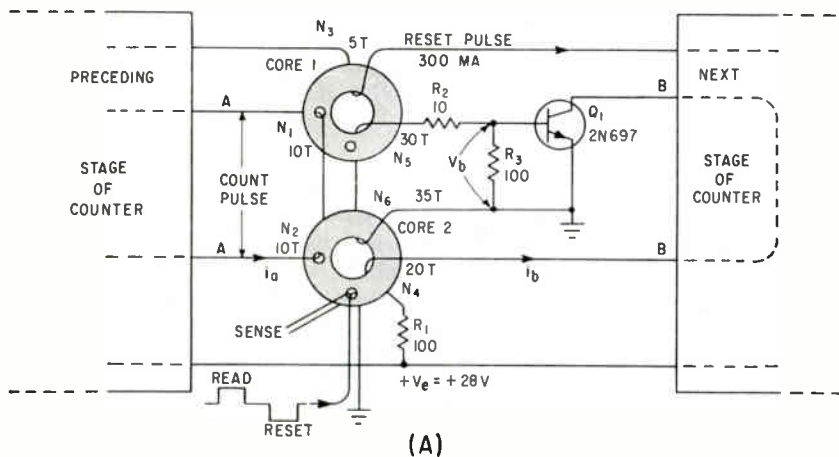 N3
5T
RESET PULSE
300 MA
CORE 1
PRECEDING
NEXT
A
B
R2
10
Q1
2N697
N1
10T
30T
N5
Vb
R3
100
STAGE
OF
COUNTER
COUNT
PULSE
STAGE
OF
COUNTER
N6
35T
N2
10T
CORE 2
A
ia
20T
ib
B
N4
SENSE
R1
100
READ
RESET
+Ve = +28V
(A)